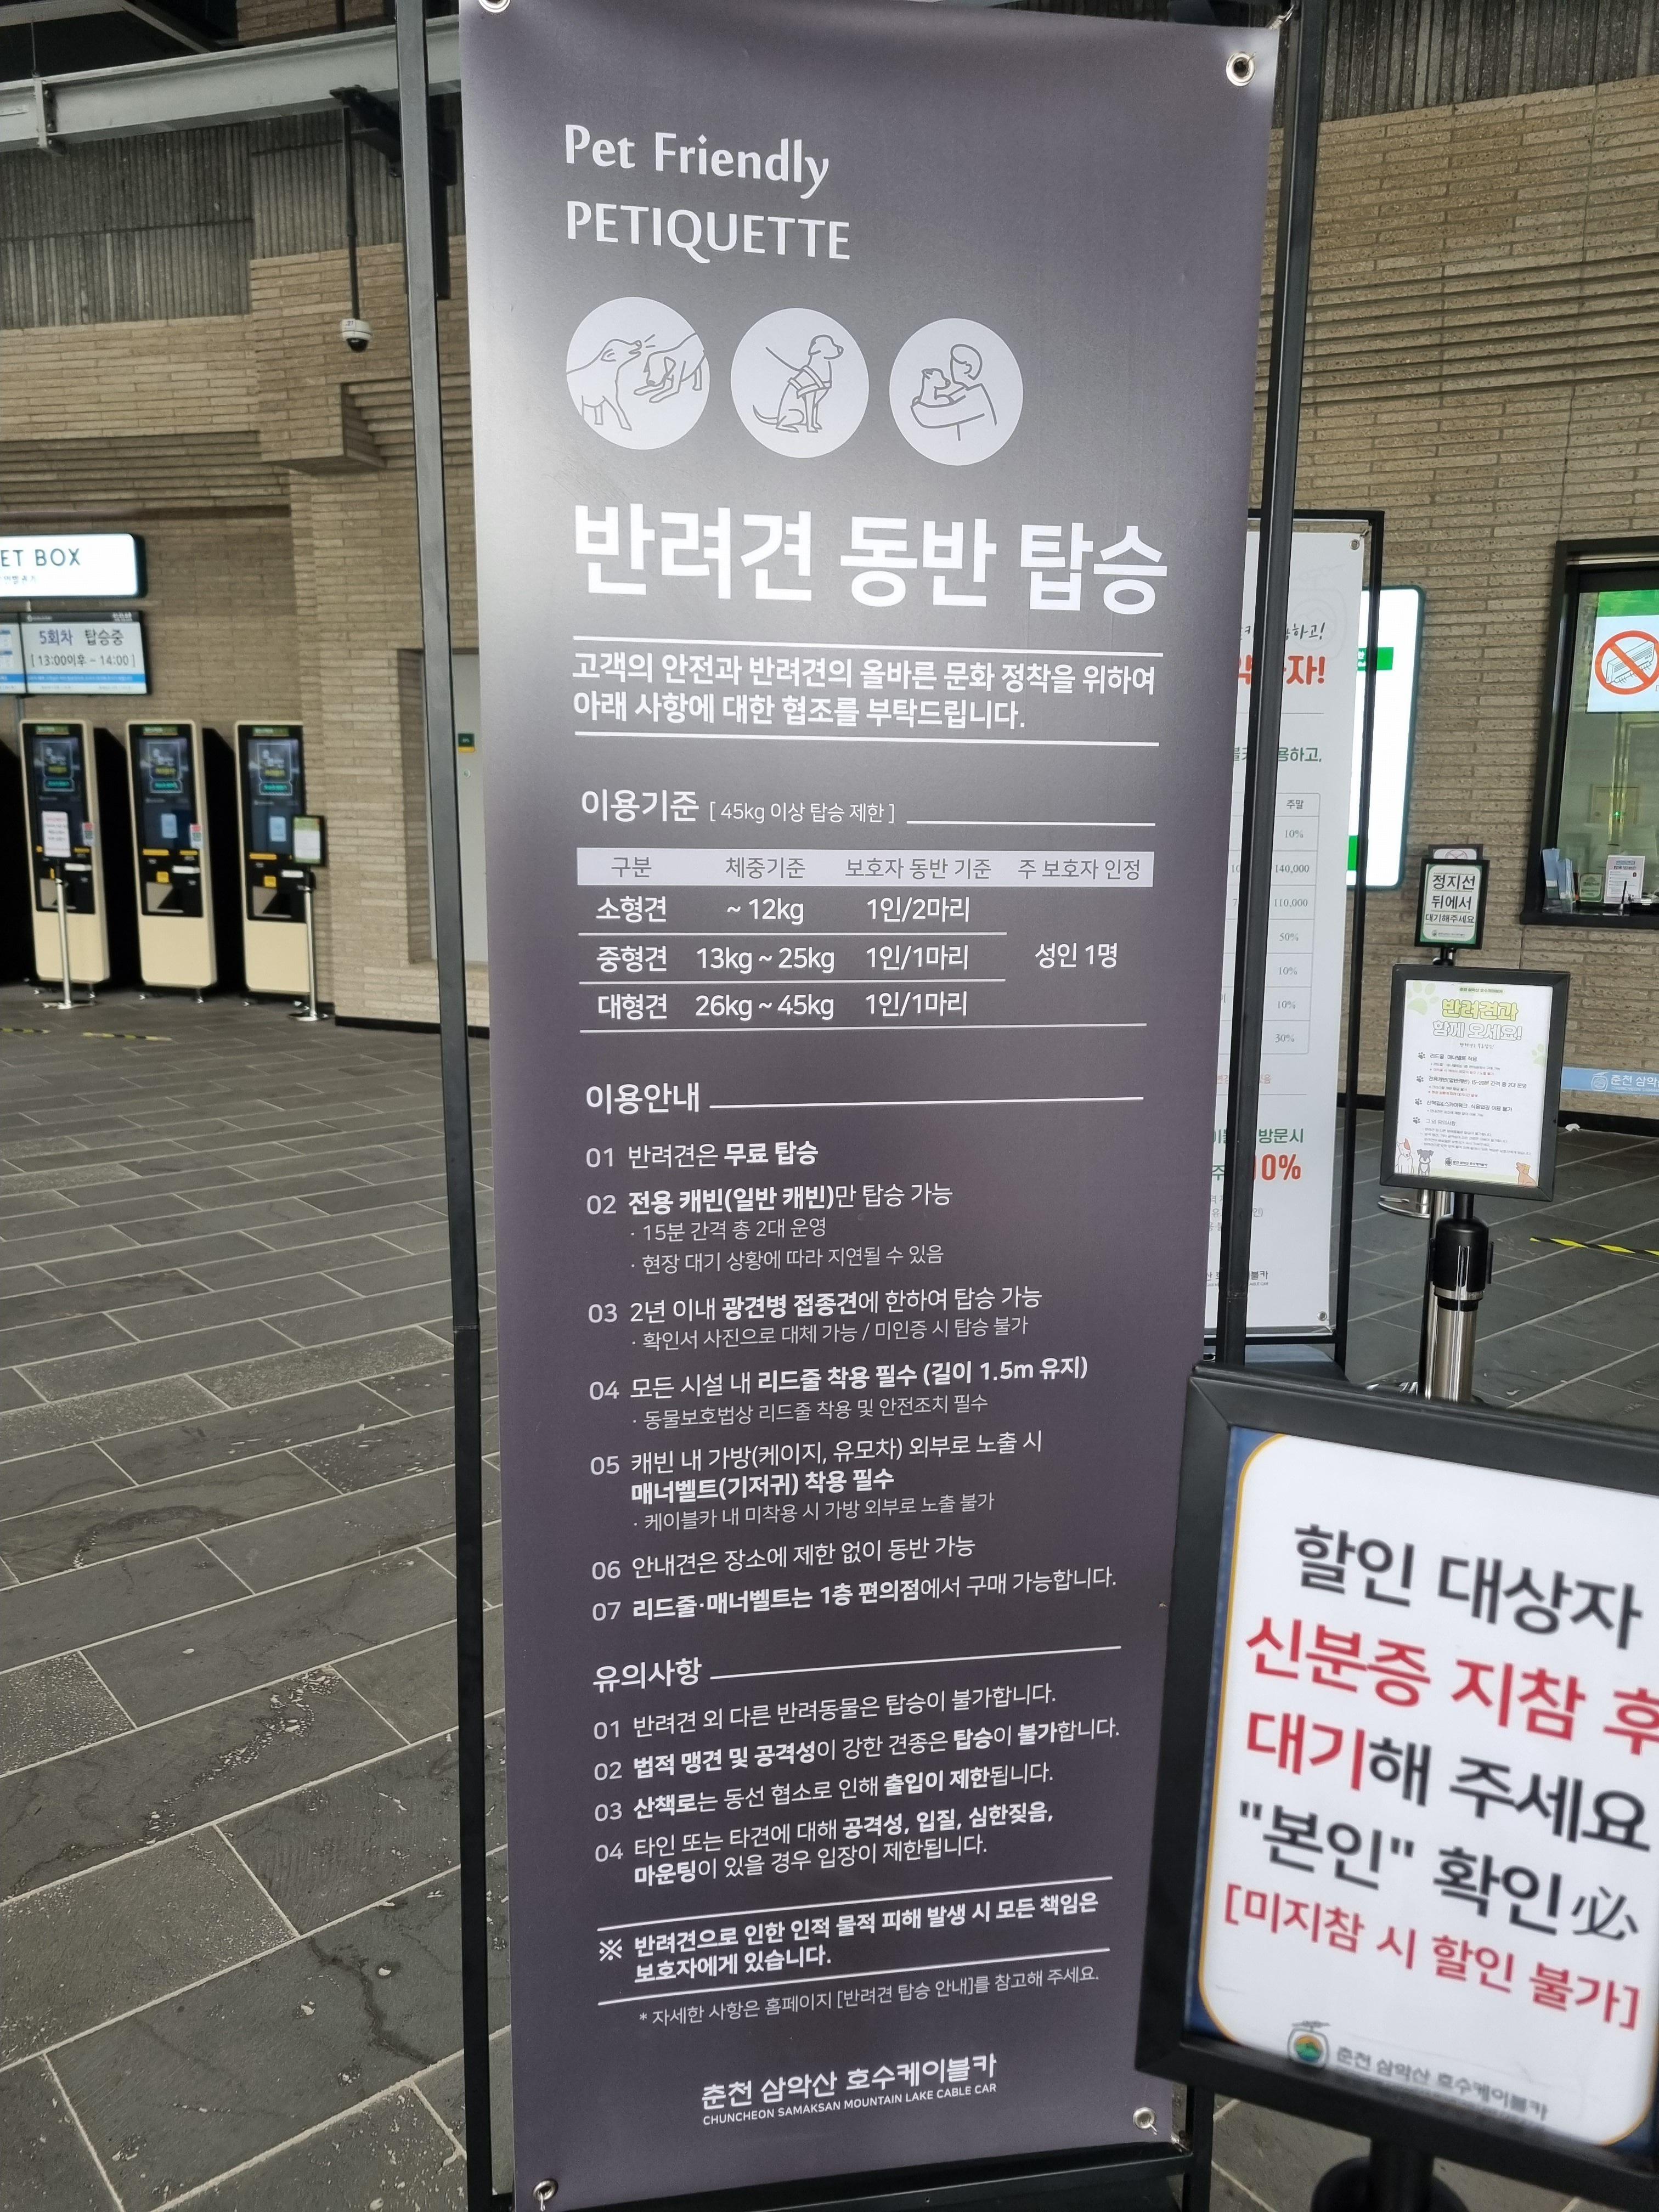 Pet Friendly
PETIQUETTE
반려견 동반 탑승
고객의 안전과 반려견의 올바른 문화 정착을 위하여
아래 사항에 대한 협조를 부탁드립니다.
이용기준 [ 45kg 이상 탑승 제한 ]
구분 체중기준 보호자 동반 기준 주 보호자 인정
소형견 ~ 12kg 1인/2마리
중형견 13kg ~ 25kg 1인/1마리 성인 1명
대형견 26kg ~ 45kg 1인/1마리
이용안내
01 반려견은 무료 탑승
02 전용 캐빈(일반 캐빈)만 탑승 가능
· 15분 간격 총 2대 운영
· 현장 대기 상황에 따라 지연될 수 있음
03 2년 이내 광견병 접종견에 한하여 탑승 가능
· 확인서 사진으로 대체 가능 / 미인증 시 탑승 불가
04 모든 시설 내 리드줄 착용 필수 (길이 1.5m 유지)
· 동물보호법상 리드줄 착용 및 안전조치 필수
05 캐빈 내 가방(케이지, 유모차) 외부로 노출 시
매너벨트(기저귀) 착용 필수
· 케이블카 내 미착용 시 가방 외부로 노출 불가
06 안내견은 장소에 제한 없이 동반 가능
07 리드줄·매너벨트는 1층 편의점에서 구매 가능합니다.
유의사항
01 반려견 외 다른 반려동물은 탑승이 불가합니다.
02 법적 맹견 및 공격성이 강한 견종은 탑승이 불가합니다.
03 산책로는 동선 협소로 인해 출입이 제한됩니다.
04 타인 또는 타견에 대해 공격성, 입질, 심한짖음,
마운팅이 있을 경우 입장이 제한됩니다.
※ 반려견으로 인한 인적 물적 피해 발생 시 모든 책임은
보호자에게 있습니다.
* 자세한 사항은 홈페이지 [반려견 탑승 안내]를 참고해 주세요.
춘천 삼악산 호수케이블카
CHUNCHEON SAMAKSAN MOUNTAIN LAKE CABLE CAR
ET BOX
5회차 탑승중
[ 13:00이후 ~ 14:00 ]
하고!
자!
용하고,
주말
10%
140,000
110,000
50%
10%
10%
30%
방문시
10%
정지선
뒤에서
대기해주세요
반려견과
함께 오세요!
춘천 삼악
할인 대상자
신분증 지참 후
대기해 주세요
"본인" 확인必
[미지참 시 할인 불가]
춘천 삼악산 호수케이블카